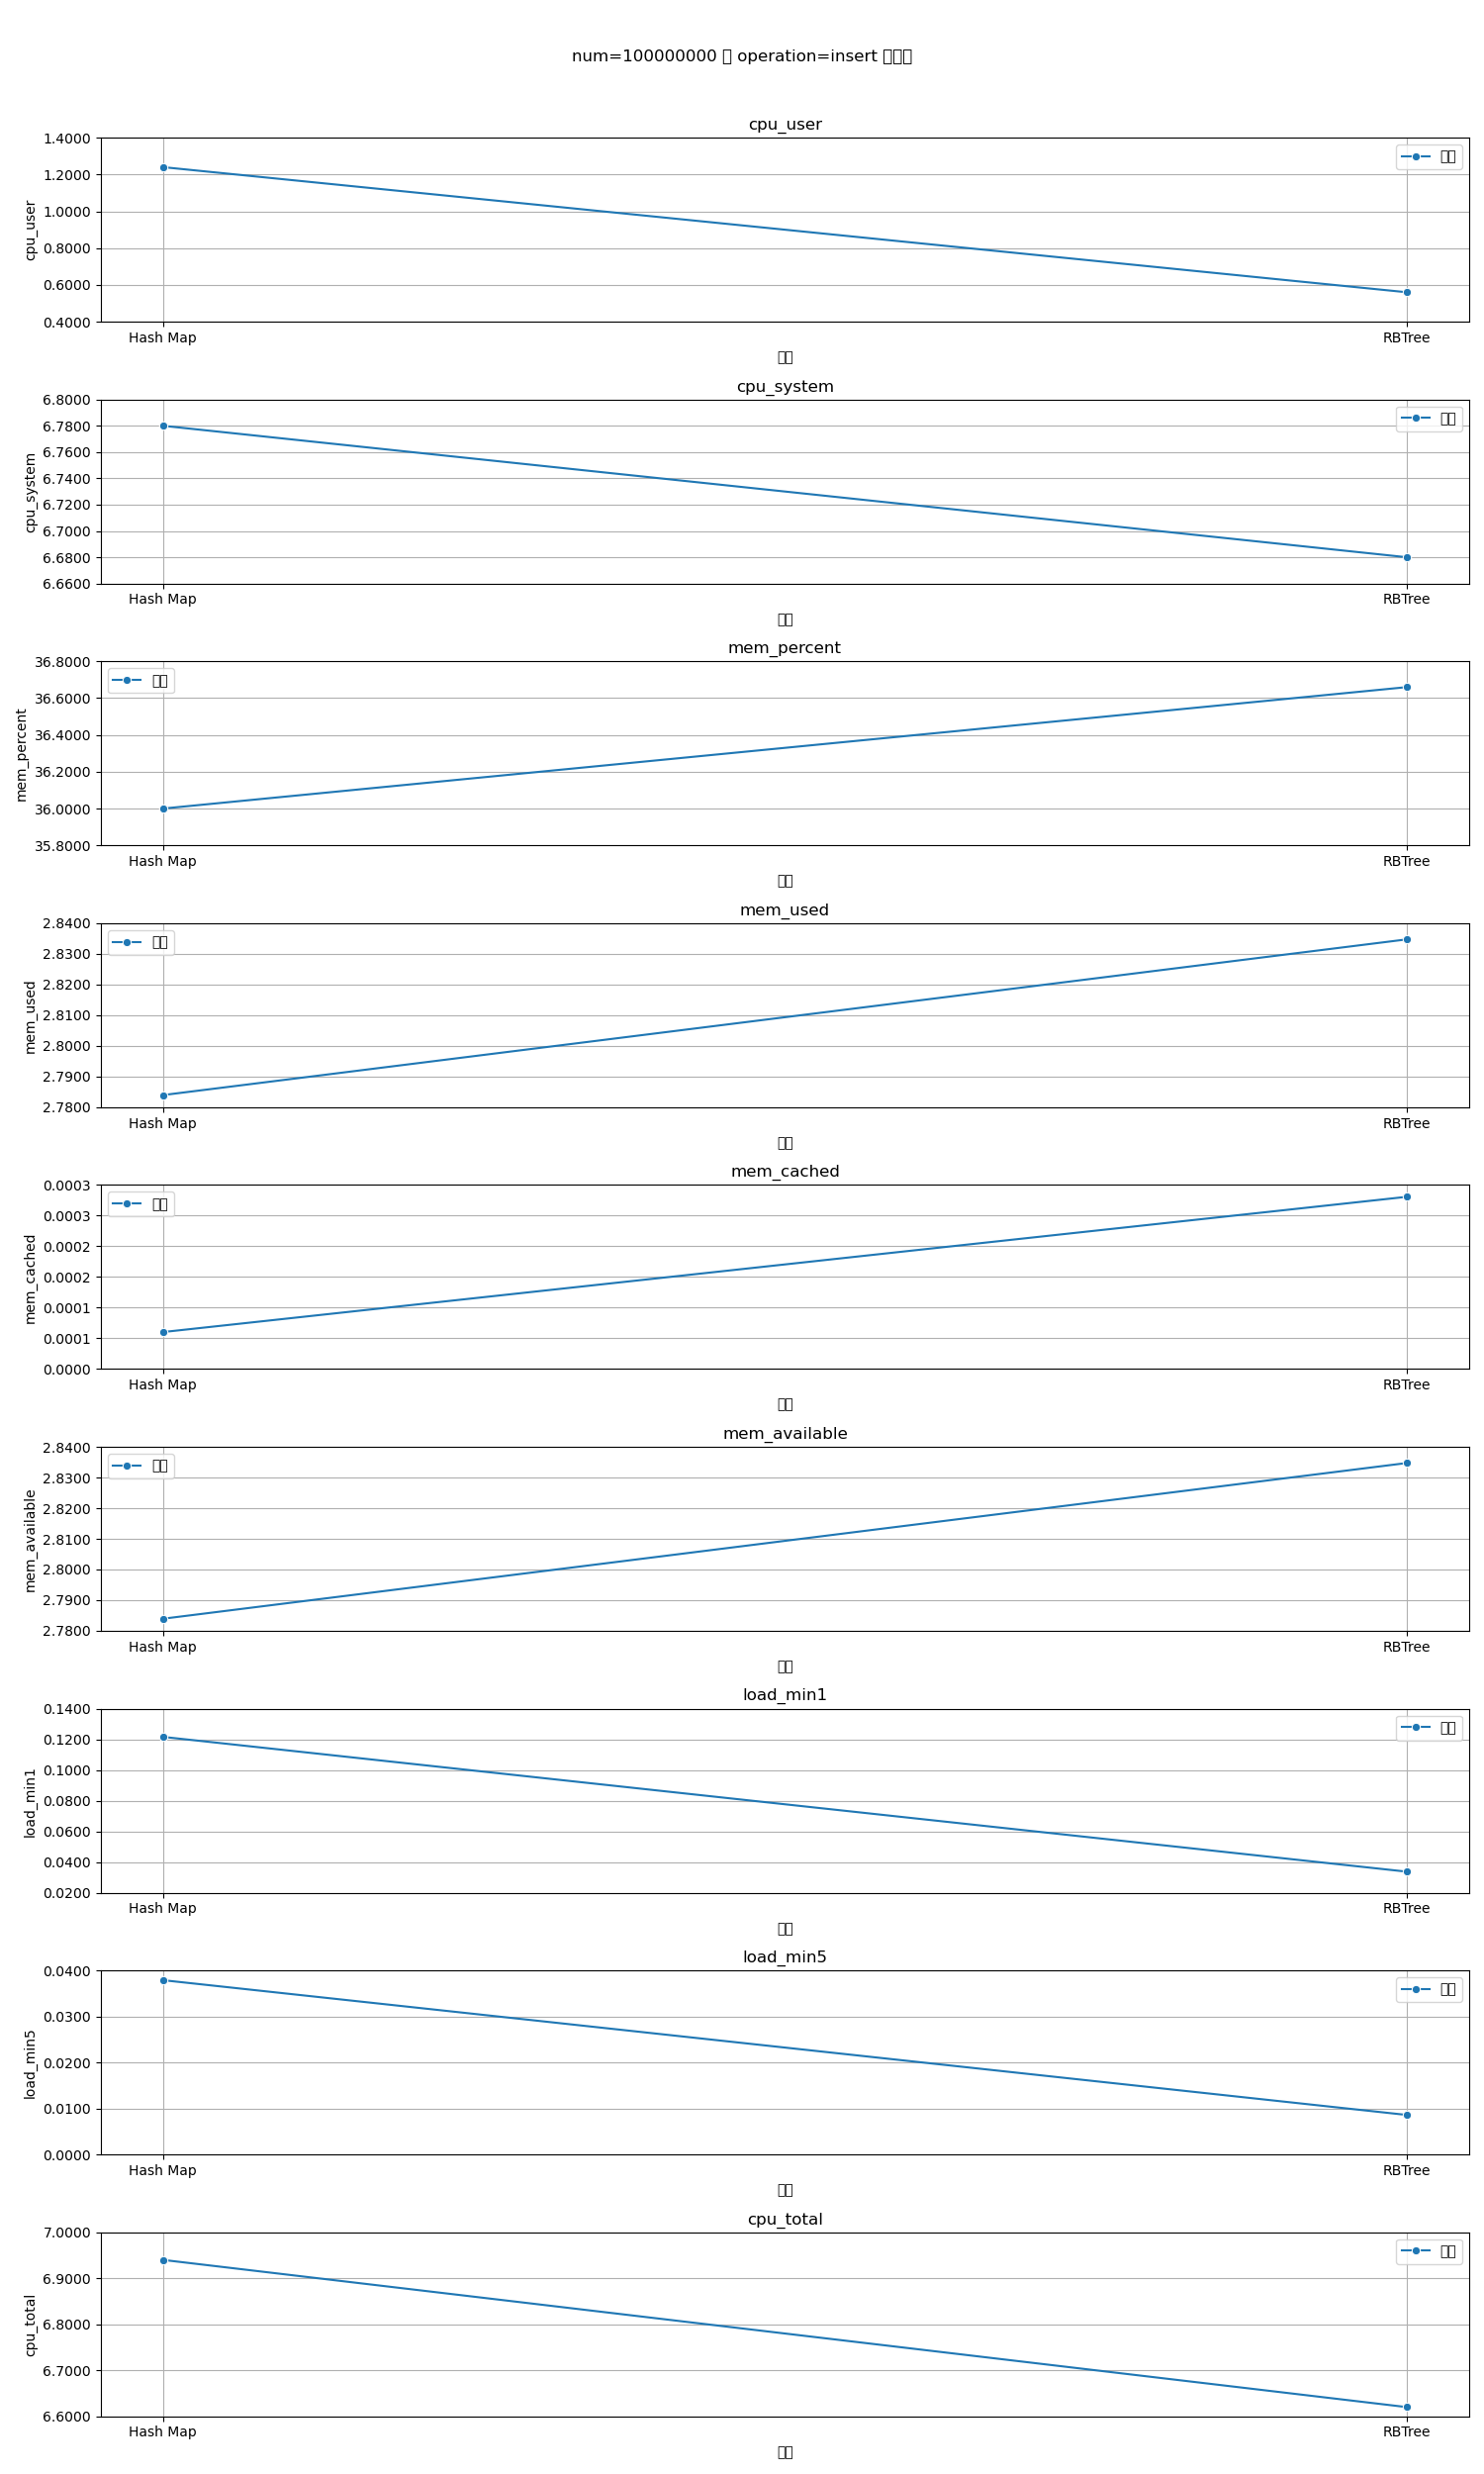 num=100000000 operation=insert
cpu_user
1.4000
1.2000
1.0000
0.8000
0.6000
0.4000
cpu_user
Hash Map
RBTree
cpu_system
6.8000
6.7800
6.7600
6.7400
6.7200
6.7000
6.6800
6.6600
cpu_system
Hash Map
RBTree
mem_percent
36.8000
36.6000
36.4000
36.2000
36.0000
35.8000
mem_percent
Hash Map
RBTree
mem_used
2.8400
2.8300
2.8200
2.8100
2.8000
2.7900
2.7800
mem_used
Hash Map
RBTree
mem_cached
0.0003
0.0003
0.0002
0.0002
0.0001
0.0001
0.0000
mem_cached
Hash Map
RBTree
mem_available
2.8400
2.8300
2.8200
2.8100
2.8000
2.7900
2.7800
mem_available
Hash Map
RBTree
load_min1
0.1400
0.1200
0.1000
0.0800
0.0600
0.0400
0.0200
load_min1
Hash Map
RBTree
load_min5
0.0400
0.0300
0.0200
0.0100
0.0000
load_min5
Hash Map
RBTree
cpu_total
7.0000
6.9000
6.8000
6.7000
6.6000
cpu_total
Hash Map
RBTree